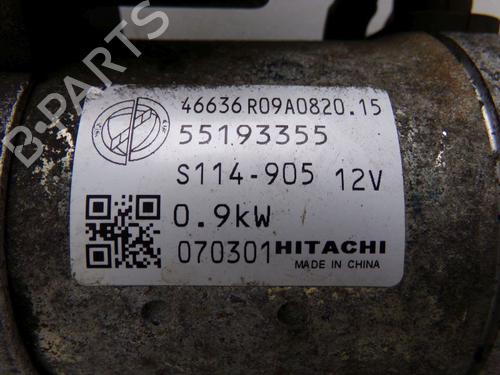 46636 R09A0820.15
55193355
S114-905 12V
0.9kW
070301 HITACHI
MADE IN CHINA
B-PARTS